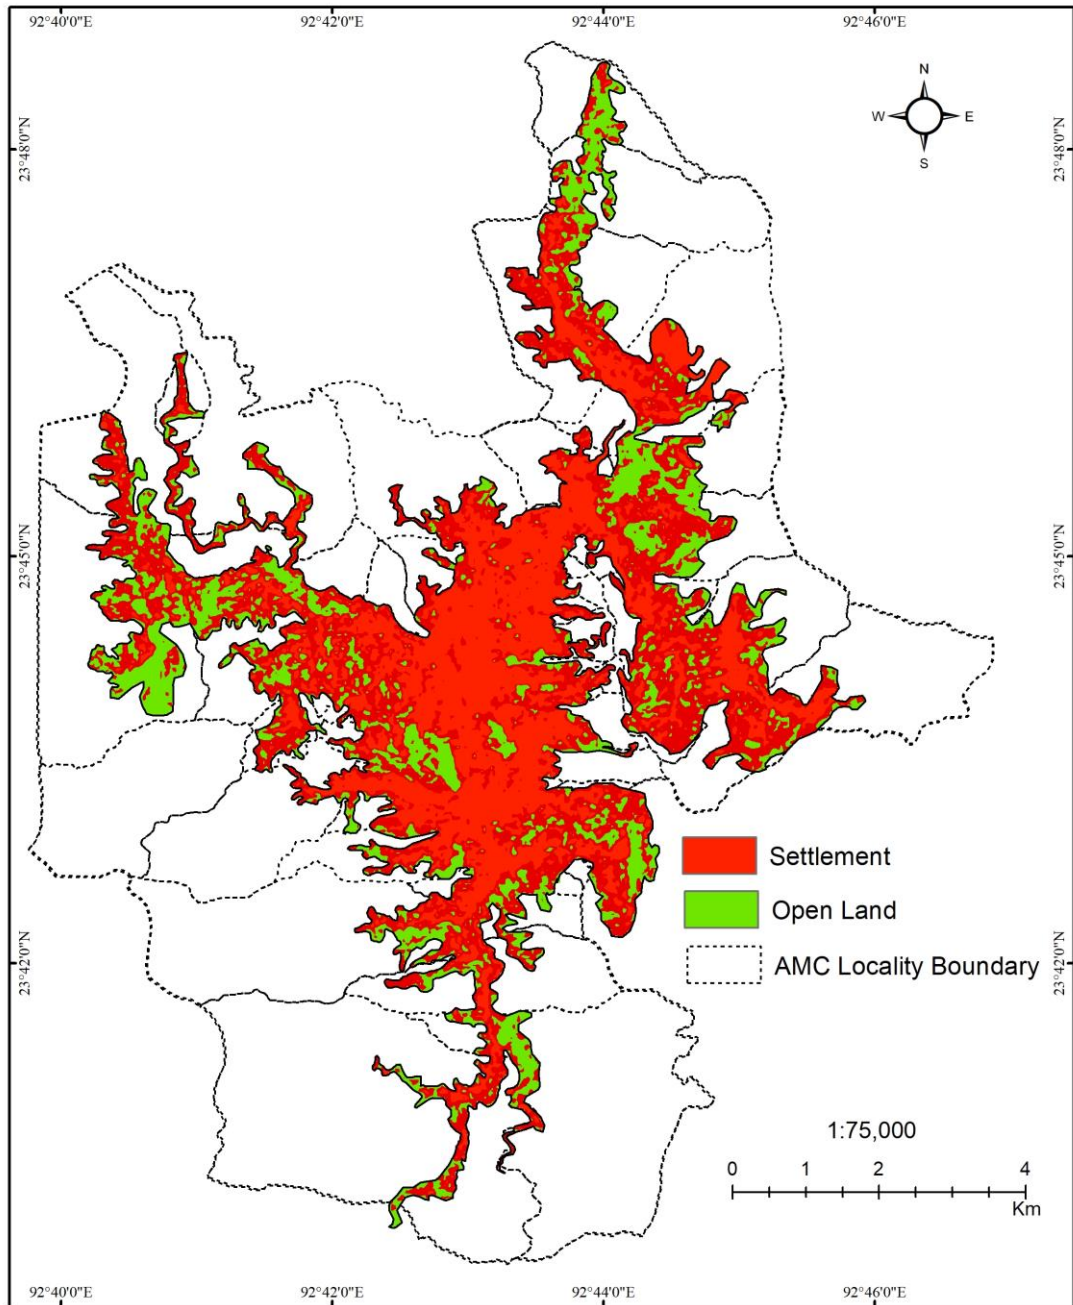 92°40'0"E 92°42'0"E 92°44'0"E 92°46'0"E
N
W E
S
23°48'0"N 23°48'0"N
23°45'0"N 23°45'0"N
Settlement
Open Land
AMC Locality Boundary
23°42'0"N 23°42'0"N
1:75,000
0 1 2 4
Km
92°40'0"E 92°42'0"E 92°44'0"E 92°46'0"E